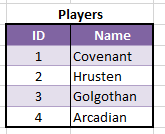 Players
ID Name
1 Covenant
2 Hrusten
3 Golgothan
4 Arcadian